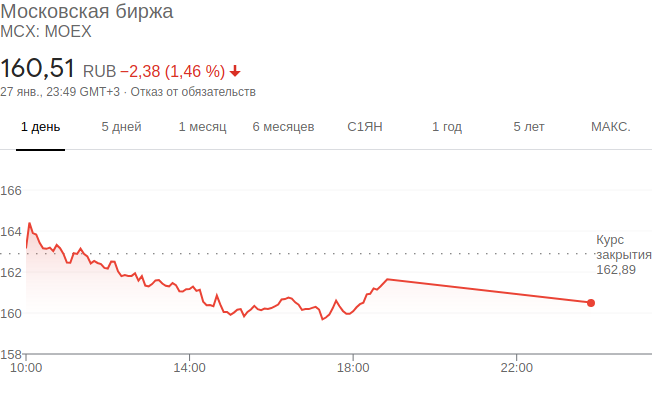 Московская биржа
MCX: MOEX
160,51 RUB −2,38 (1,46 %)
27 янв., 23:49 GMT+3 · Отказ от обязательств
1 день 5 дней 1 месяц 6 месяцев С1ЯН 1 год 5 лет МАКС.
166
164
Курс
закрытия
162,89
162
160
158
10:00 14:00 18:00 22:00